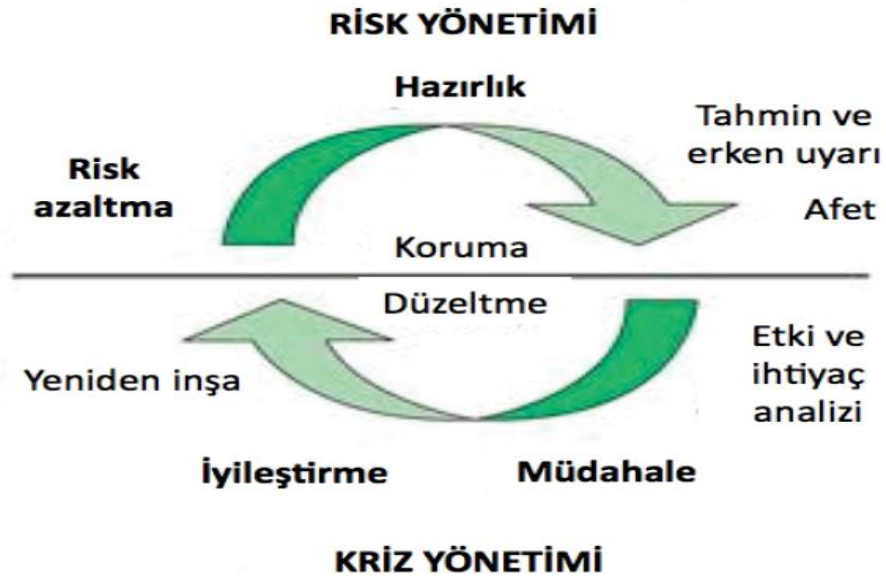 RİSK YÖNETİMİ
Hazırlık
Tahmin ve
erken uyarı
Risk
azaltma
Afet
Koruma
Düzeltme
Etki ve
ihtiyaç
analizi
Yeniden inşa
İyileştirme
Müdahale
KRİZ YÖNETİMİ